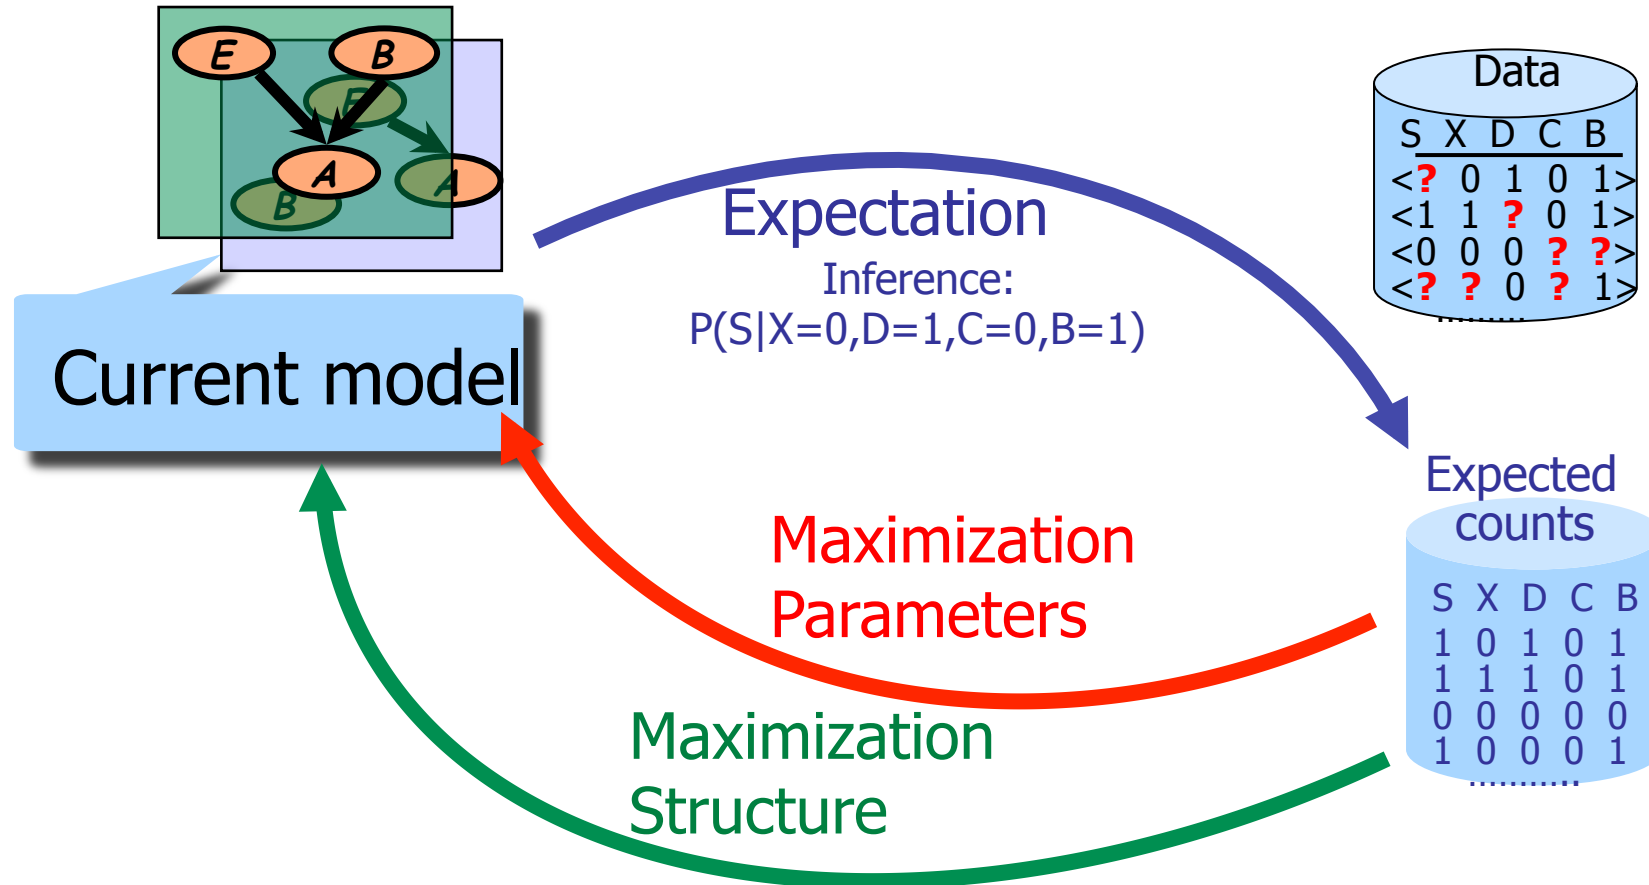 E B
E
A A
B
Current model
Expectation
Inference:
P(S|X=0,D=1,C=0,B=1)
Data
S X D C B
<? 0 1 0 1>
<1 1 ? 0 1>
<0 0 0 ? ?>
<? ? 0 ? 1>
.........
Expected
counts
S X D C B
1 0 1 0 1
1 1 1 0 1
0 0 0 0 0
1 0 0 0 1
...........
Maximization
Parameters
Maximization
Structure